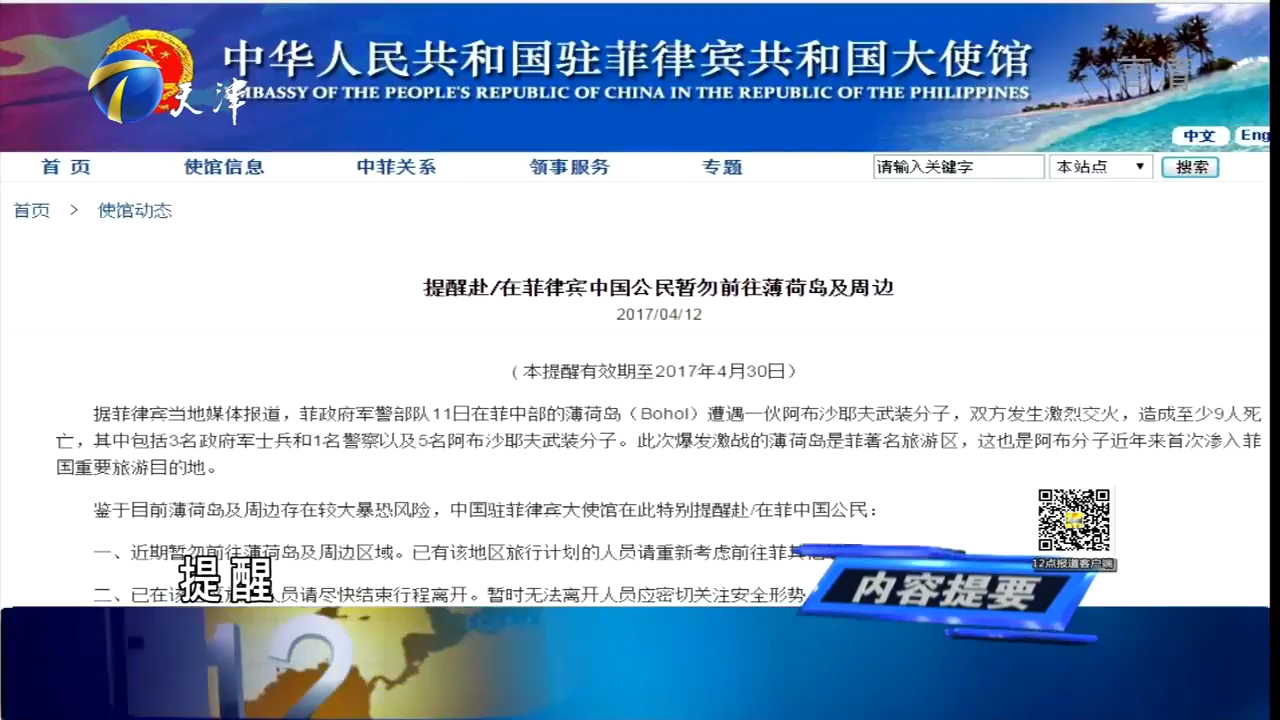 中华人民共和国驻菲律宾共和国大使馆
天津
MBASSY OF THE PEOPLE'S REPUBLIC OF CHINA IN THE REPUBLIC OF THE PHILIPPINES
中文 Eng
首 页 使馆信息 中菲关系 领事服务 专题 请输入关键字 本站点 搜索
首页 > 使馆动态
提醒赴/在菲律宾中国公民暂勿前往薄荷岛及周边
2017/04/12
（本提醒有效期至2017年4月30日）
据菲律宾当地媒体报道，菲政府军警部队11日在菲中部的薄荷岛（Bohol）遭遇一伙阿布沙耶夫武装分子，双方发生激烈交火，造成至少9人死
亡，其中包括3名政府军士兵和1名警察以及5名阿布沙耶夫武装分子。此次爆发激战的薄荷岛是菲著名旅游区，这也是阿布分子近年来首次渗入菲
国重要旅游目的地。
鉴于目前薄荷岛及周边存在较大暴恐风险，中国驻菲律宾大使馆在此特别提醒赴/在菲中国公民：
一、近期暂勿前往薄荷岛及周边区域。已有该地区旅行计划的人员请重新考虑前往菲其
二、已在该 员请尽快结束行程离开。暂时无法离开人员应密切关注安全形势
12点报道客户端
提醒
内容提要
12